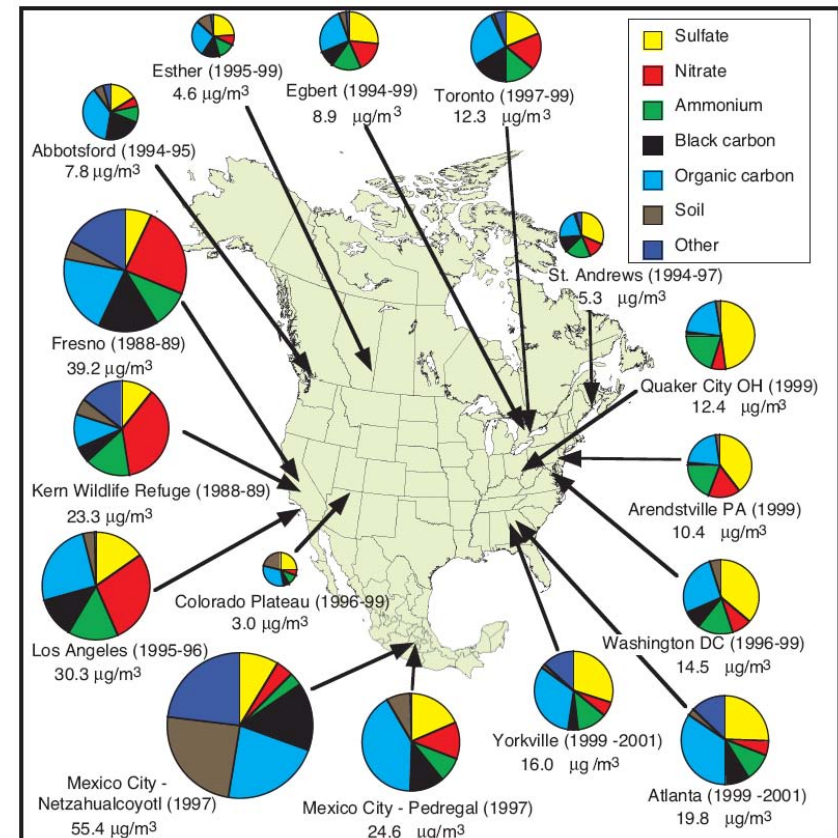 Esther (1995-99)
4.6 µg/m3
Egbert (1994-99)
8.9 µg/m3
Toronto (1997-99)
12.3 µg/m3
Sulfate
Nitrate
Ammonium
Black carbon
Organic carbon
Soil
Other
Abbotsford (1994-95)
7.8 µg/m3
St. Andrews (1994-97)
5.3 µg/m3
Fresno (1988-89)
39.2 µg/m3
Quaker City OH (1999)
12.4 µg/m3
Kern Wildlife Refuge (1988-89)
23.3 µg/m3
Arendstville PA (1999)
10.4 µg/m3
Colorado Plateau (1996-99)
3.0 µg/m3
Los Angeles (1995-96)
30.3 µg/m3
Washington DC (1996-99)
14.5 µg/m3
Yorkville (1999 -2001)
16.0 µg /m3
Atlanta (1999 -2001)
19.8 µg/m3
Mexico City -
Netzahualcoyotl (1997)
55.4 µg/m3
Mexico City - Pedregal (1997)
24.6 µg/m3